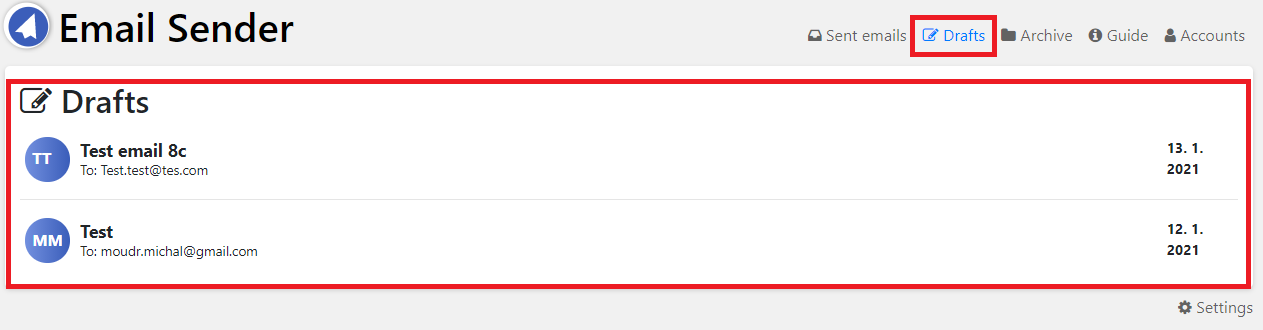 Email Sender
Sent emails Drafts Archive Guide Accounts
Drafts
TT
Test email 8c
To: Test.test@tes.com
13. 1.
2021
MM
Test
To: moudr.michal@gmail.com
12. 1.
2021
Settings